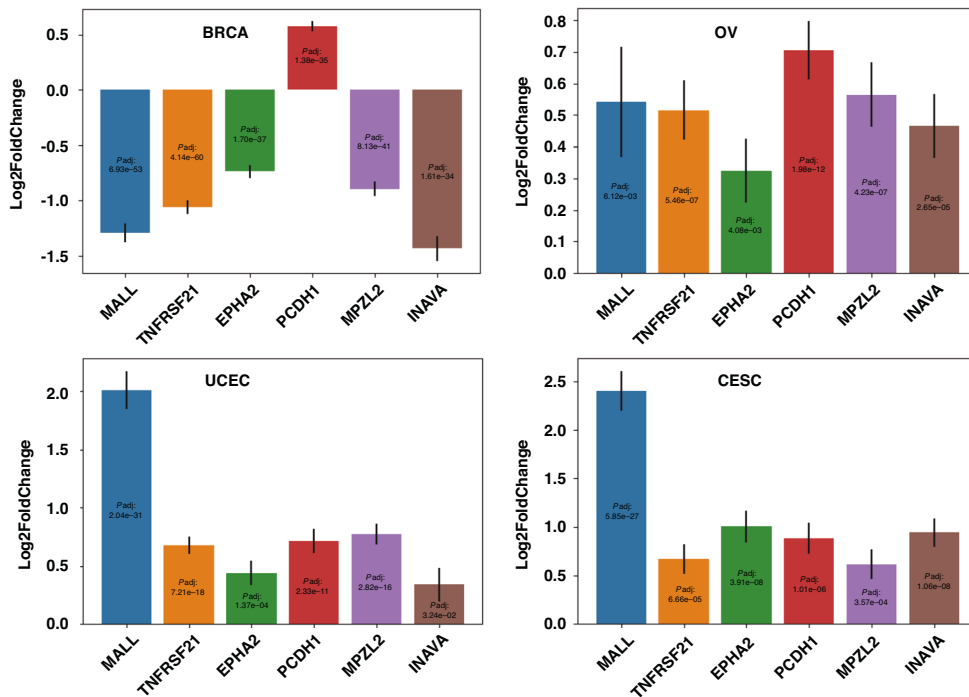 BRCA
Log2FoldChange
0.5
0.0
-0.5
-1.0
-1.5
Padj:
6.93e–53
Padj:
4.14e–60
Padj:
1.70e–37
Padj:
1.38e–35
Padj:
8.13e–41
Padj:
1.61e–34
MALL
TNFRSF21
EPHA2
PCDH1
MPZL2
INAVA
OV
Log2FoldChange
0.8
0.7
0.6
0.5
0.4
0.3
0.2
0.1
0.0
Padj:
6.12e–03
Padj:
5.46e–07
Padj:
4.08e–03
Padj:
1.98e–12
Padj:
4.23e–07
Padj:
2.65e–05
MALL
TNFRSF21
EPHA2
PCDH1
MPZL2
INAVA
UCEC
Log2FoldChange
2.0
1.5
1.0
0.5
0.0
Padj:
2.04e–31
Padj:
7.21e–18
Padj:
1.37e–04
Padj:
2.33e–11
Padj:
2.82e–16
Padj:
3.24e–02
MALL
TNFRSF21
EPHA2
PCDH1
MPZL2
INAVA
CESC
Log2FoldChange
2.5
2.0
1.5
1.0
0.5
0.0
Padj:
5.85e–27
Padj:
6.66e–05
Padj:
3.91e–08
Padj:
1.01e–06
Padj:
3.57e–04
Padj:
1.06e–08
MALL
TNFRSF21
EPHA2
PCDH1
MPZL2
INAVA